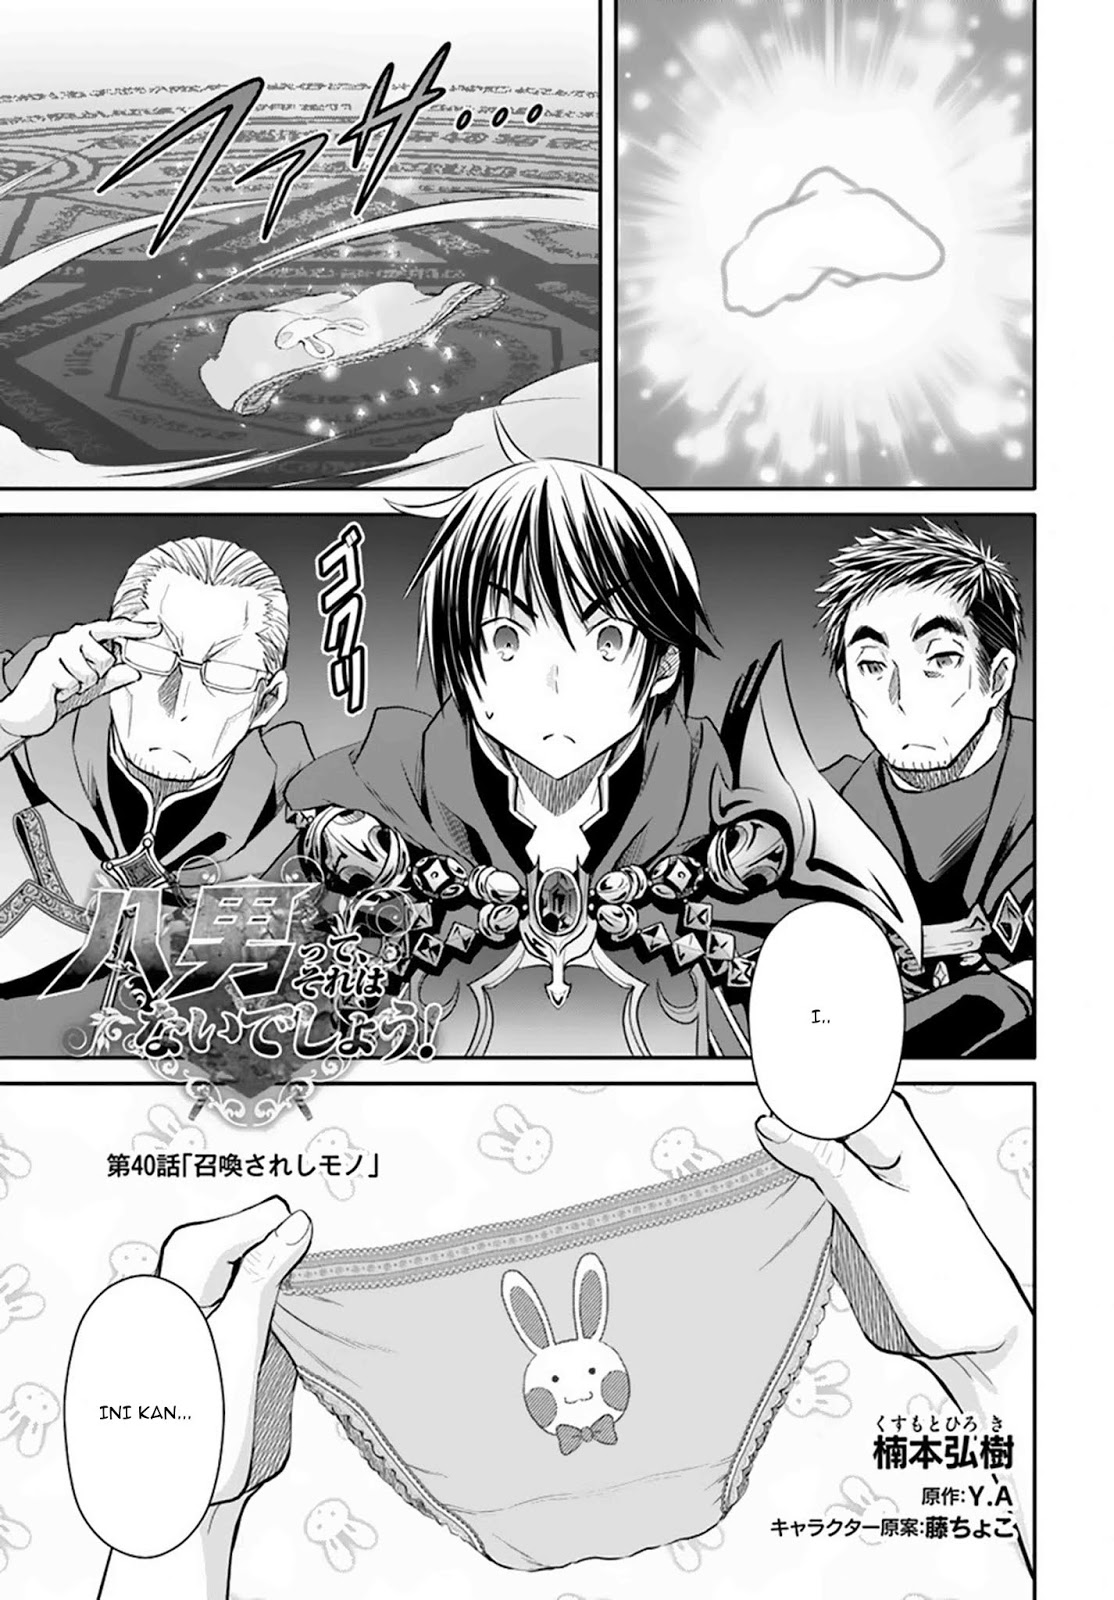 ファサ・・・
ゴクッ
八男って、
それは
ないでしょう!
I..
第40話「召喚されしモノ」
INI KAN...
くすもとひろき
楠本弘樹
原作:Y.A
キャラクター原案:藤ちょこ